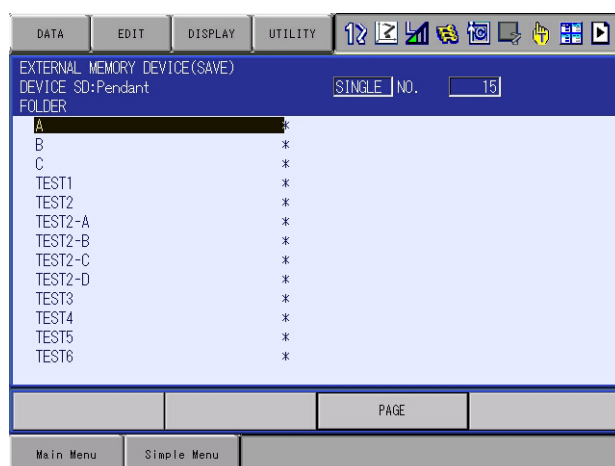 DATA EDIT DISPLAY UTILITY
EXTERNAL MEMORY DEVICE(SAVE)
DEVICE SD:Pendant SINGLE NO. 15
FOLDER
A *
B *
C *
TEST1 *
TEST2 *
TEST2-A *
TEST2-B *
TEST2-C *
TEST2-D *
TEST3 *
TEST4 *
TEST5 *
TEST6 *
PAGE
Main Menu Simple Menu